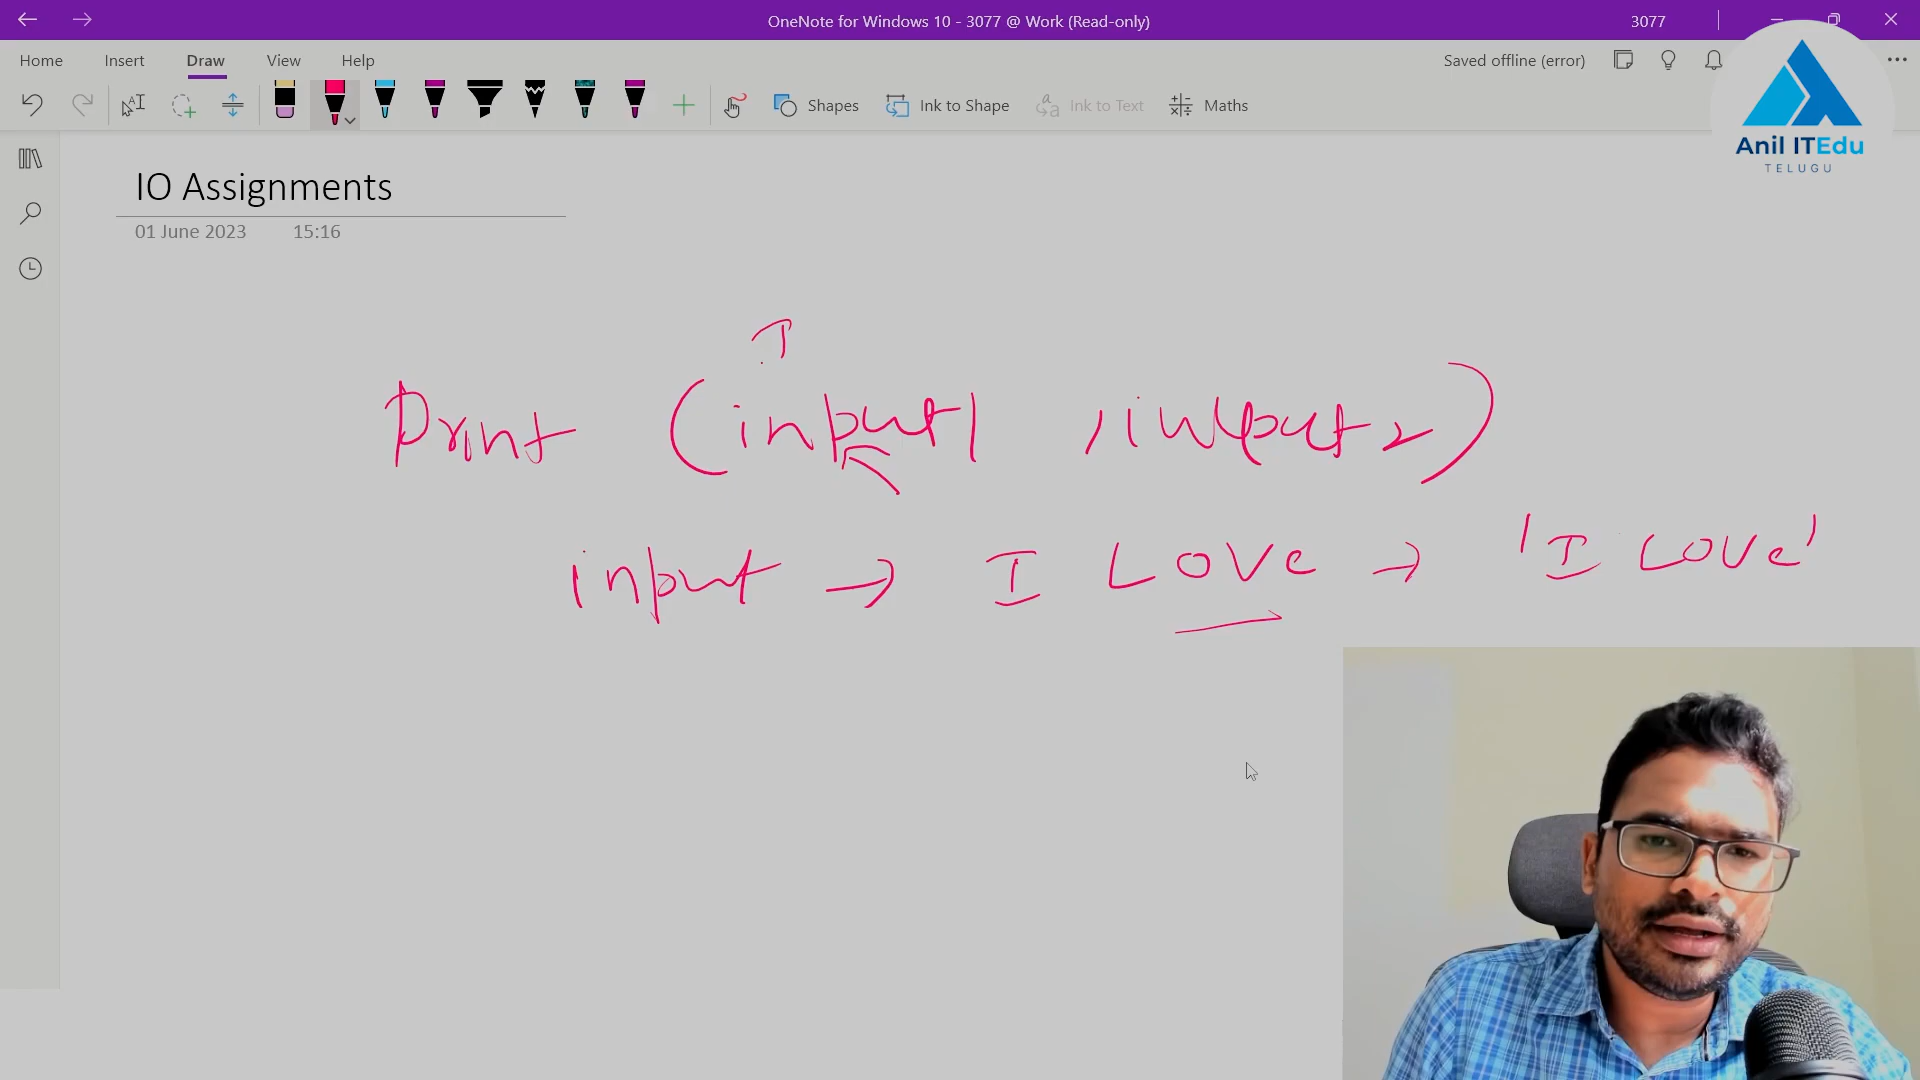 OneNote for Windows 10 - 3077 @ Work (Read-only)
3077
Home Insert Draw View Help
Saved offline (error)
Shapes Ink to Shape Ink to Text Maths
Anil ITEdu
TELUGU
IO Assignments
01 June 2023 15:16
I
Print (input1 , input2)
input → I LOVe → 'I LOVe'